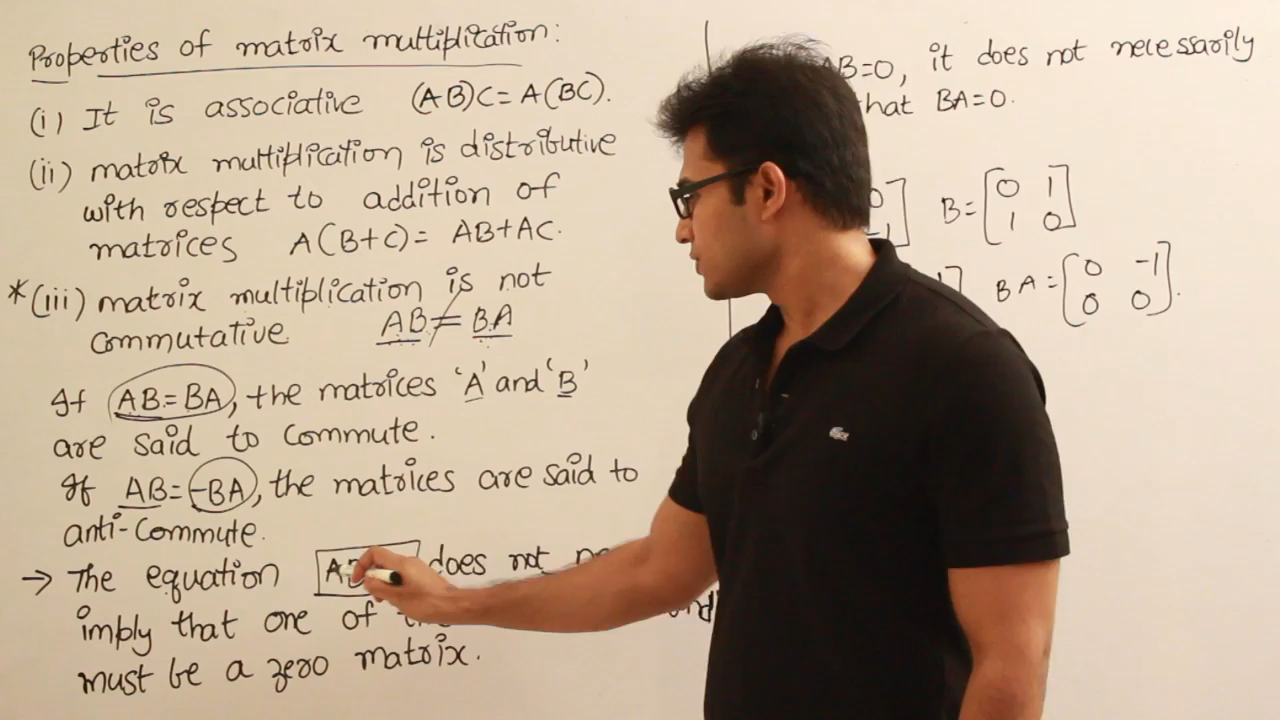 Properties of matrix multiplication:
(i) It is associative (AB)C = A(BC).
(ii) matrix multiplication is distributive
with respect to addition of
matrices A(B+C) = AB+AC.
*(iii) matrix multiplication is not
commutative AB ≠ BA
If AB=BA, the matrices 'A' and 'B'
are said to commute.
If AB=-BA, the matrices are said to
anti-commute.
→ The equation does not
imply that one of
must be a zero matrix.
AB=0, it does not necessarily
that BA=0.
B = [0 1
1 0]
BA = [0 -1
0 0].